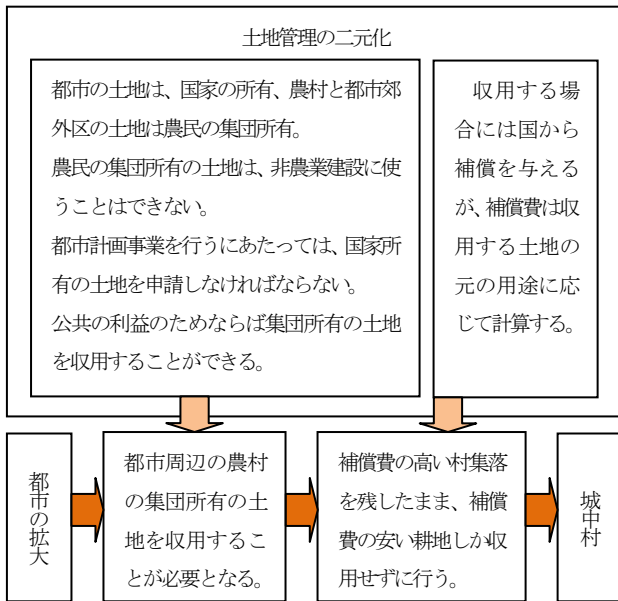 土地管理の二元化
都市の土地は、国家の所有、農村と都市郊
外区の土地は農民の集団所有。
農民の集団所有の土地は、非農業建設に使
うことはできない。
都市計画事業を行うにあたっては、国家所
有の土地を申請しなければならない。
公共の利益のためならば集団所有の土地
を収用することができる。
収用する場
合には国から
補償を与える
が、補償費は収
用する土地の
元の用途に応
じて計算する。
都市の拡大
都市周辺の農村
の集団所有の土
地を収用するこ
とが必要となる。
補償費の高い村集落
を残したまま、補償
費の安い耕地しか収
用せずに行う。
城中村